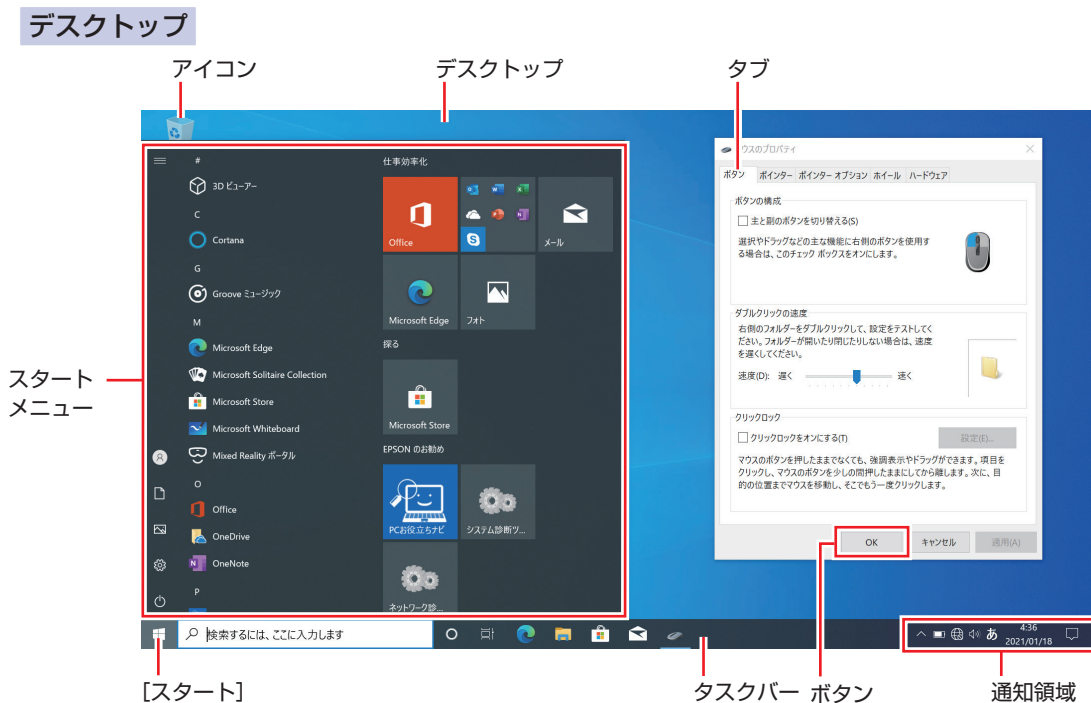 デスクトップ
アイコン
デスクトップ
タブ
#
3D ビューアー
C
Cortana
G
Groove ミュージック
M
Microsoft Edge
Microsoft Solitaire Collection
Microsoft Store
Microsoft Whiteboard
Mixed Reality ポータル
O
Office
OneDrive
OneNote
P
仕事効率化
Office
メール
Microsoft Edge
フォト
探る
Microsoft Store
EPSON のお勧め
PCお役立ちナビ
システム診断ツ...
ネットワーク診...
ウスのプロパティ
ボタン ポインター ポインター オプション ホイール ハードウェア
ボタンの構成
主と副のボタンを切り替える(S)
選択やドラッグなどの主な機能に右側のボタンを使用す
る場合は、このチェック ボックスをオンにします。
ダブルクリックの速度
右側のフォルダーをダブルクリックして、設定をテストしてく
ださい。フォルダーが開いたり閉じたりしない場合は、速度
を遅くしてください。
速度(D): 遅く 速く
クリックロック
クリックロックをオンにする(T)
設定(E)...
マウスのボタンを押したままでなくても、強調表示やドラッグができます。項目を
クリックし、マウスのボタンを少しの間押したままにしてから離します。次に、目
的の位置までマウスを移動し、そこでもう一度クリックします。
OK キャンセル 適用(A)
スタート
メニュー
検索するには、ここに入力します
あ
4:36
2021/01/18
[スタート]
タスクバー
ボタン
通知領域